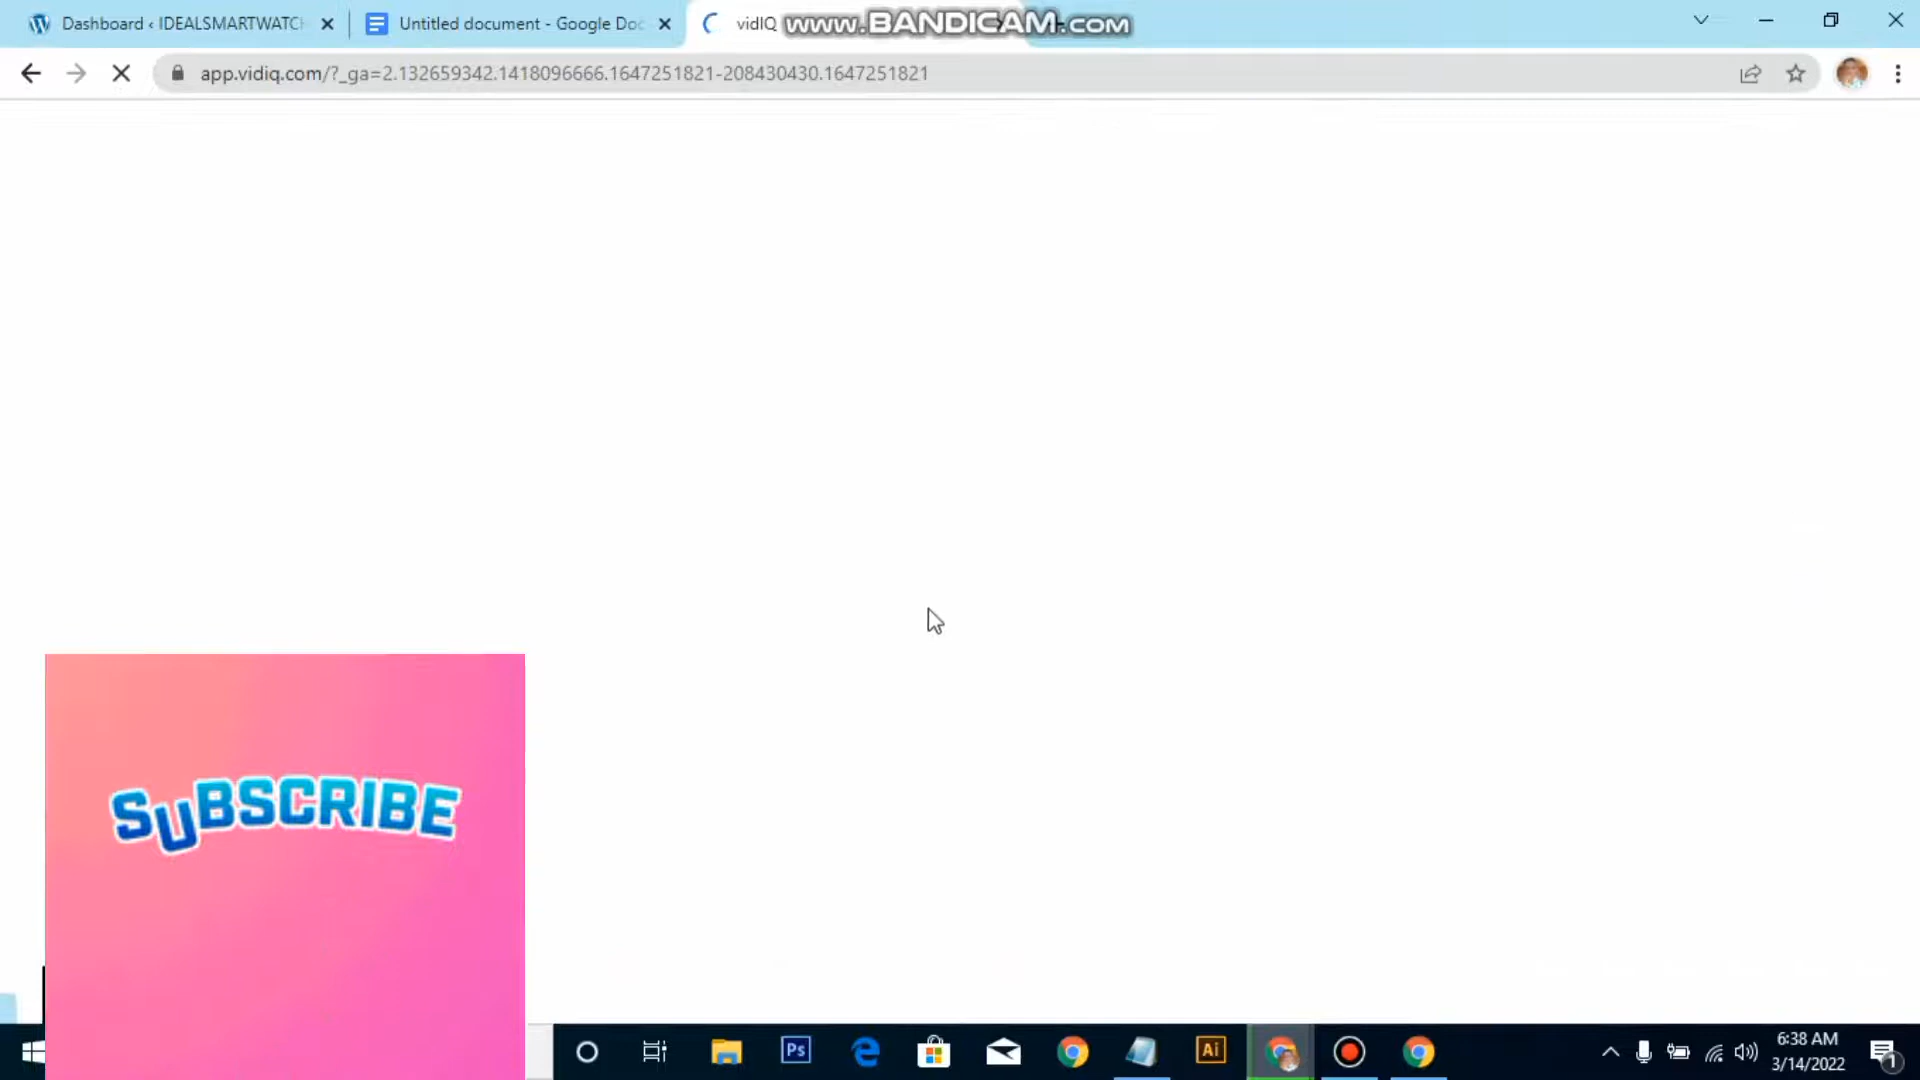 Dashboard ‹ IDEALSMARTWATCH
Untitled document - Google Doc
vidIQ
www.BANDICAM.com
app.vidiq.com/?_ga=2.132659342.1418096666.1647251821-208430430.1647251821
SUBSCRIBE
Ps
Ai
6:38 AM
3/14/2022
1